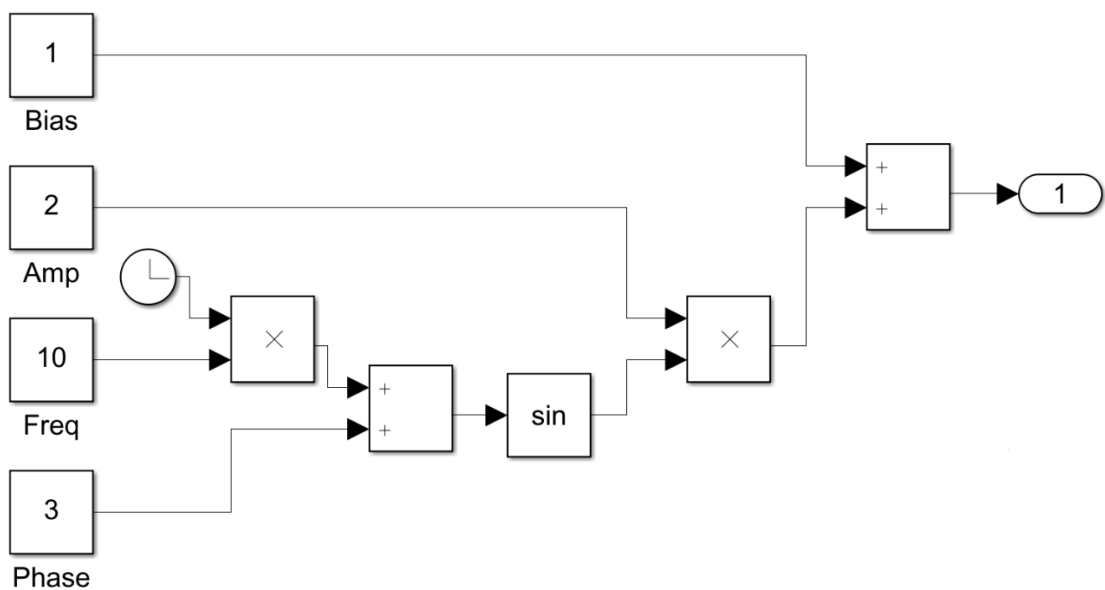 1
Bias
+
+
1
2
Amp
×
×
10
Freq
+
+
sin
3
Phase